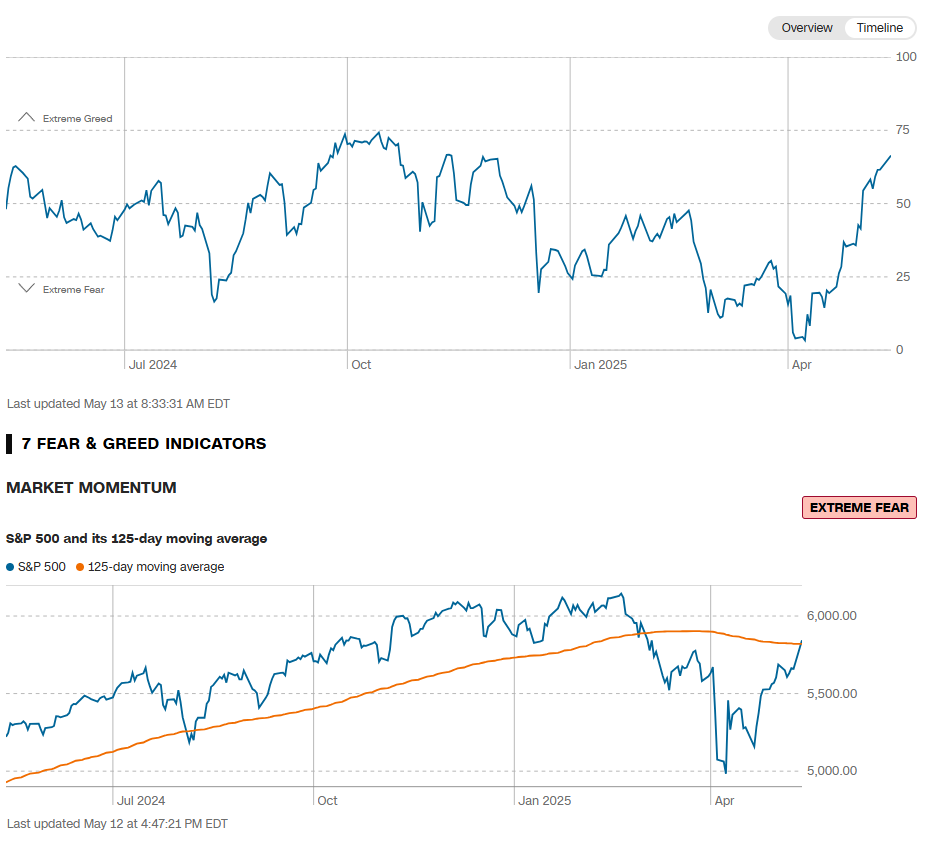 Overview Timeline
100
Extreme Greed
75
50
25
Extreme Fear
0
Jul 2024 Oct Jan 2025 Apr
Last updated May 13 at 8:33:31 AM EDT
7 FEAR & GREED INDICATORS
MARKET MOMENTUM
EXTREME FEAR
S&P 500 and its 125-day moving average
S&P 500 125-day moving average
6,000.00
5,500.00
5,000.00
Jul 2024 Oct Jan 2025 Apr
Last updated May 12 at 4:47:21 PM EDT